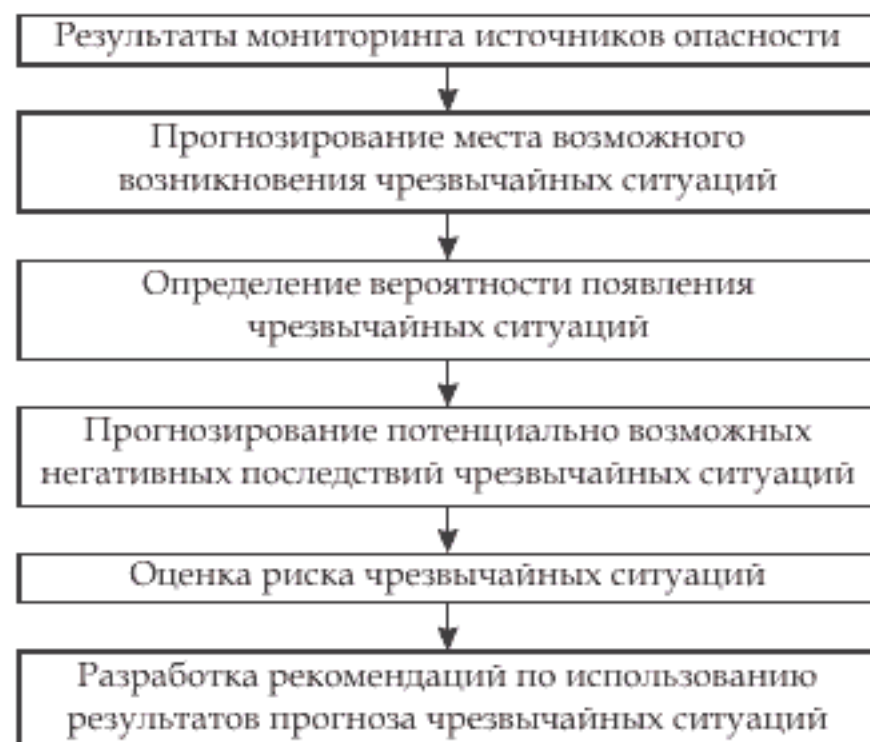 Результаты мониторинга источников опасности
Прогнозирование места возможного
возникновения чрезвычайных ситуаций
Определение вероятности появления
чрезвычайных ситуаций
Прогнозирование потенциально возможных
негативных последствий чрезвычайных ситуаций
Оценка риска чрезвычайных ситуаций
Разработка рекомендаций по использованию
результатов прогноза чрезвычайных ситуаций